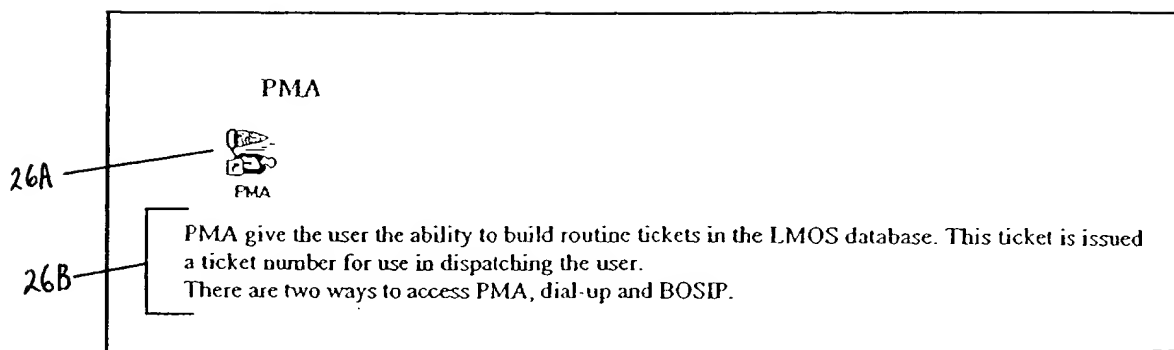 PMA
26A
PMA
26B
PMA give the user the ability to build routine tickets in the LMOS database. This ticket is issued
a ticket number for use in dispatching the user.
There are two ways to access PMA, dial-up and BOSIP.